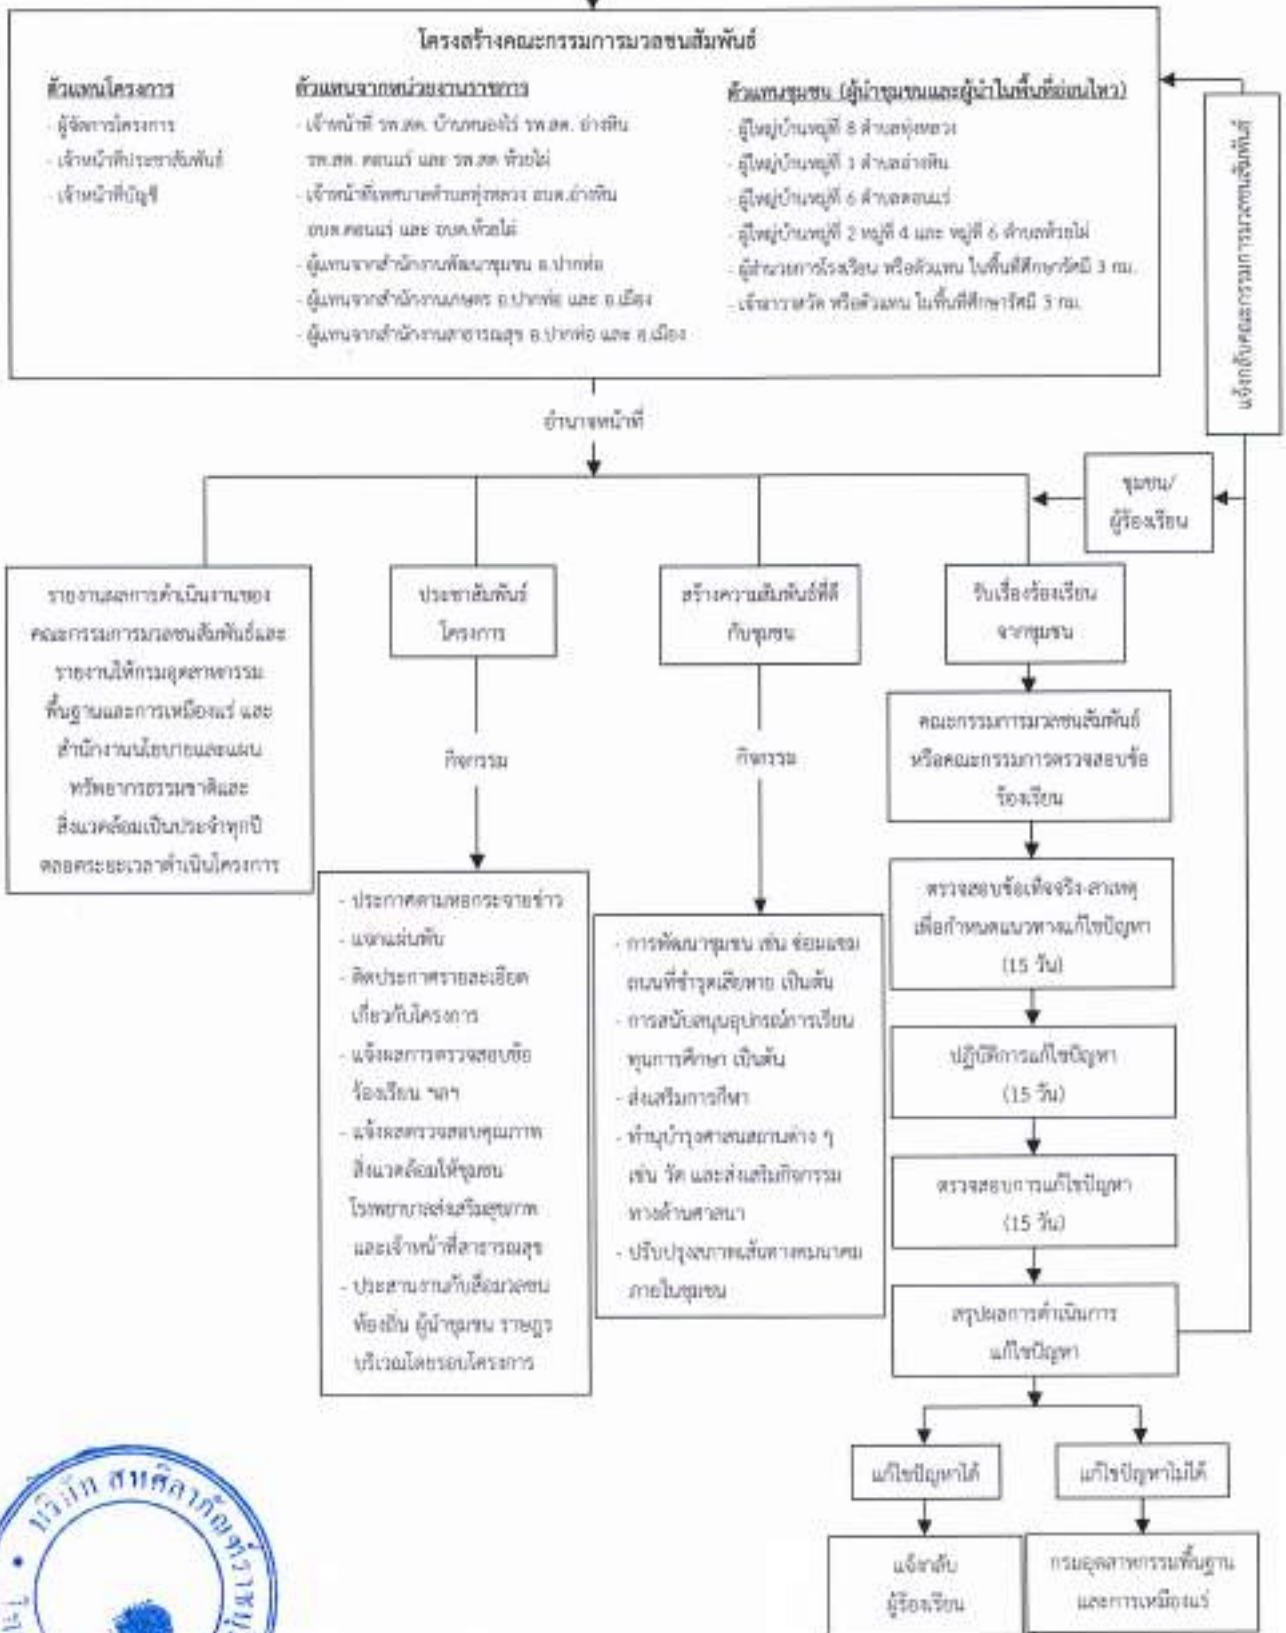 โครงสร้างคณะกรรมการมวลชนสัมพันธ์
ตัวแทนโครงการ
- ผู้จัดการโครงการ
- เจ้าหน้าที่ประชาสัมพันธ์
- เจ้าหน้าที่บัญชี
ตัวแทนจากหน่วยงานราชการ
- เจ้าหน้าที่ รพ.สต. บ้านหนองไร่ รพ.สต. อ่างหิน
รพ.สต. ดอนแร่ และ รพ.สต ห้วยไผ่
- เจ้าหน้าที่เทศบาลตำบลทุ่งหลวง อบต.อ่างหิน
อบต.ดอนแร่ และ อบต.ห้วยไผ่
- ผู้แทนจากสำนักงานพัฒนาชุมชน อ.ปากท่อ
- ผู้แทนจากสำนักงานเกษตร อ.ปากท่อ และ อ.เมือง
- ผู้แทนจากสำนักงานสาธารณสุข อ.ปากท่อ และ อ.เมือง
ตัวแทนชุมชน (ผู้นำชุมชนและผู้นำในพื้นที่อ่อนไหว)
- ผู้ใหญ่บ้านหมู่ที่ 8 ตำบลทุ่งหลวง
- ผู้ใหญ่บ้านหมู่ที่ 1 ตำบลอ่างหิน
- ผู้ใหญ่บ้านหมู่ที่ 6 ตำบลดอนแร่
- ผู้ใหญ่บ้านหมู่ที่ 2 หมู่ที่ 4 และ หมู่ที่ 6 ตำบลห้วยไผ่
- ผู้อำนวยการโรงเรียน หรือตัวแทน ในพื้นที่ศึกษารัศมี 3 กม.
- เจ้าอาวาสวัด หรือตัวแทน ในพื้นที่ศึกษารัศมี 3 กม.
แจ้งกลับคณะกรรมการมวลชนสัมพันธ์
อำนาจหน้าที่
ชุมชน/
ผู้ร้องเรียน
รายงานผลการดำเนินงานของ
คณะกรรมการมวลชนสัมพันธ์และ
รายงานให้กรมอุตสาหกรรม
พื้นฐานและการเหมืองแร่ และ
สำนักงานนโยบายและแผน
ทรัพยากรธรรมชาติและ
สิ่งแวดล้อมเป็นประจำทุกปี
ตลอดระยะเวลาดำเนินโครงการ
ประชาสัมพันธ์
โครงการ
กิจกรรม
- ประกาศตามหอกระจายข่าว
- แจกแผ่นพับ
- ติดประกาศรายละเอียด
เกี่ยวกับโครงการ
- แจ้งผลการตรวจสอบข้อ
ร้องเรียน ฯลฯ
- แจ้งผลตรวจสอบคุณภาพ
สิ่งแวดล้อมให้ชุมชน
โรงพยาบาลส่งเสริมสุขภาพ
และเจ้าหน้าที่สาธารณสุข
- ประสานงานกับสื่อมวลชน
ท้องถิ่น ผู้นำชุมชน ราษฎร
บริเวณโดยรอบโครงการ
สร้างความสัมพันธ์ที่ดี
กับชุมชน
กิจกรรม
- การพัฒนาชุมชน เช่น ซ่อมแซม
ถนนที่ชำรุดเสียหาย เป็นต้น
- การสนับสนุนอุปกรณ์การเรียน
ทุนการศึกษา เป็นต้น
- ส่งเสริมการกีฬา
- ทำนุบำรุงศาสนสถานต่าง ๆ
เช่น วัด และส่งเสริมกิจกรรม
ทางด้านศาสนา
- ปรับปรุงสภาพเส้นทางคมนาคม
ภายในชุมชน
รับเรื่องร้องเรียน
จากชุมชน
คณะกรรมการมวลชนสัมพันธ์
หรือคณะกรรมการตรวจสอบข้อ
ร้องเรียน
ตรวจสอบข้อเท็จจริง-สาเหตุ
เพื่อกำหนดแนวทางแก้ไขปัญหา
(15 วัน)
ปฏิบัติการแก้ไขปัญหา
(15 วัน)
ตรวจสอบการแก้ไขปัญหา
(15 วัน)
สรุปผลการดำเนินการ
แก้ไขปัญหา
แก้ไขปัญหาได้
แก้ไขปัญหาไม่ได้
แจ้งกลับ
ผู้ร้องเรียน
กรมอุตสาหกรรมพื้นฐาน
และการเหมืองแร่
บริษัท สหศิลาภัณฑ์ราชบุ